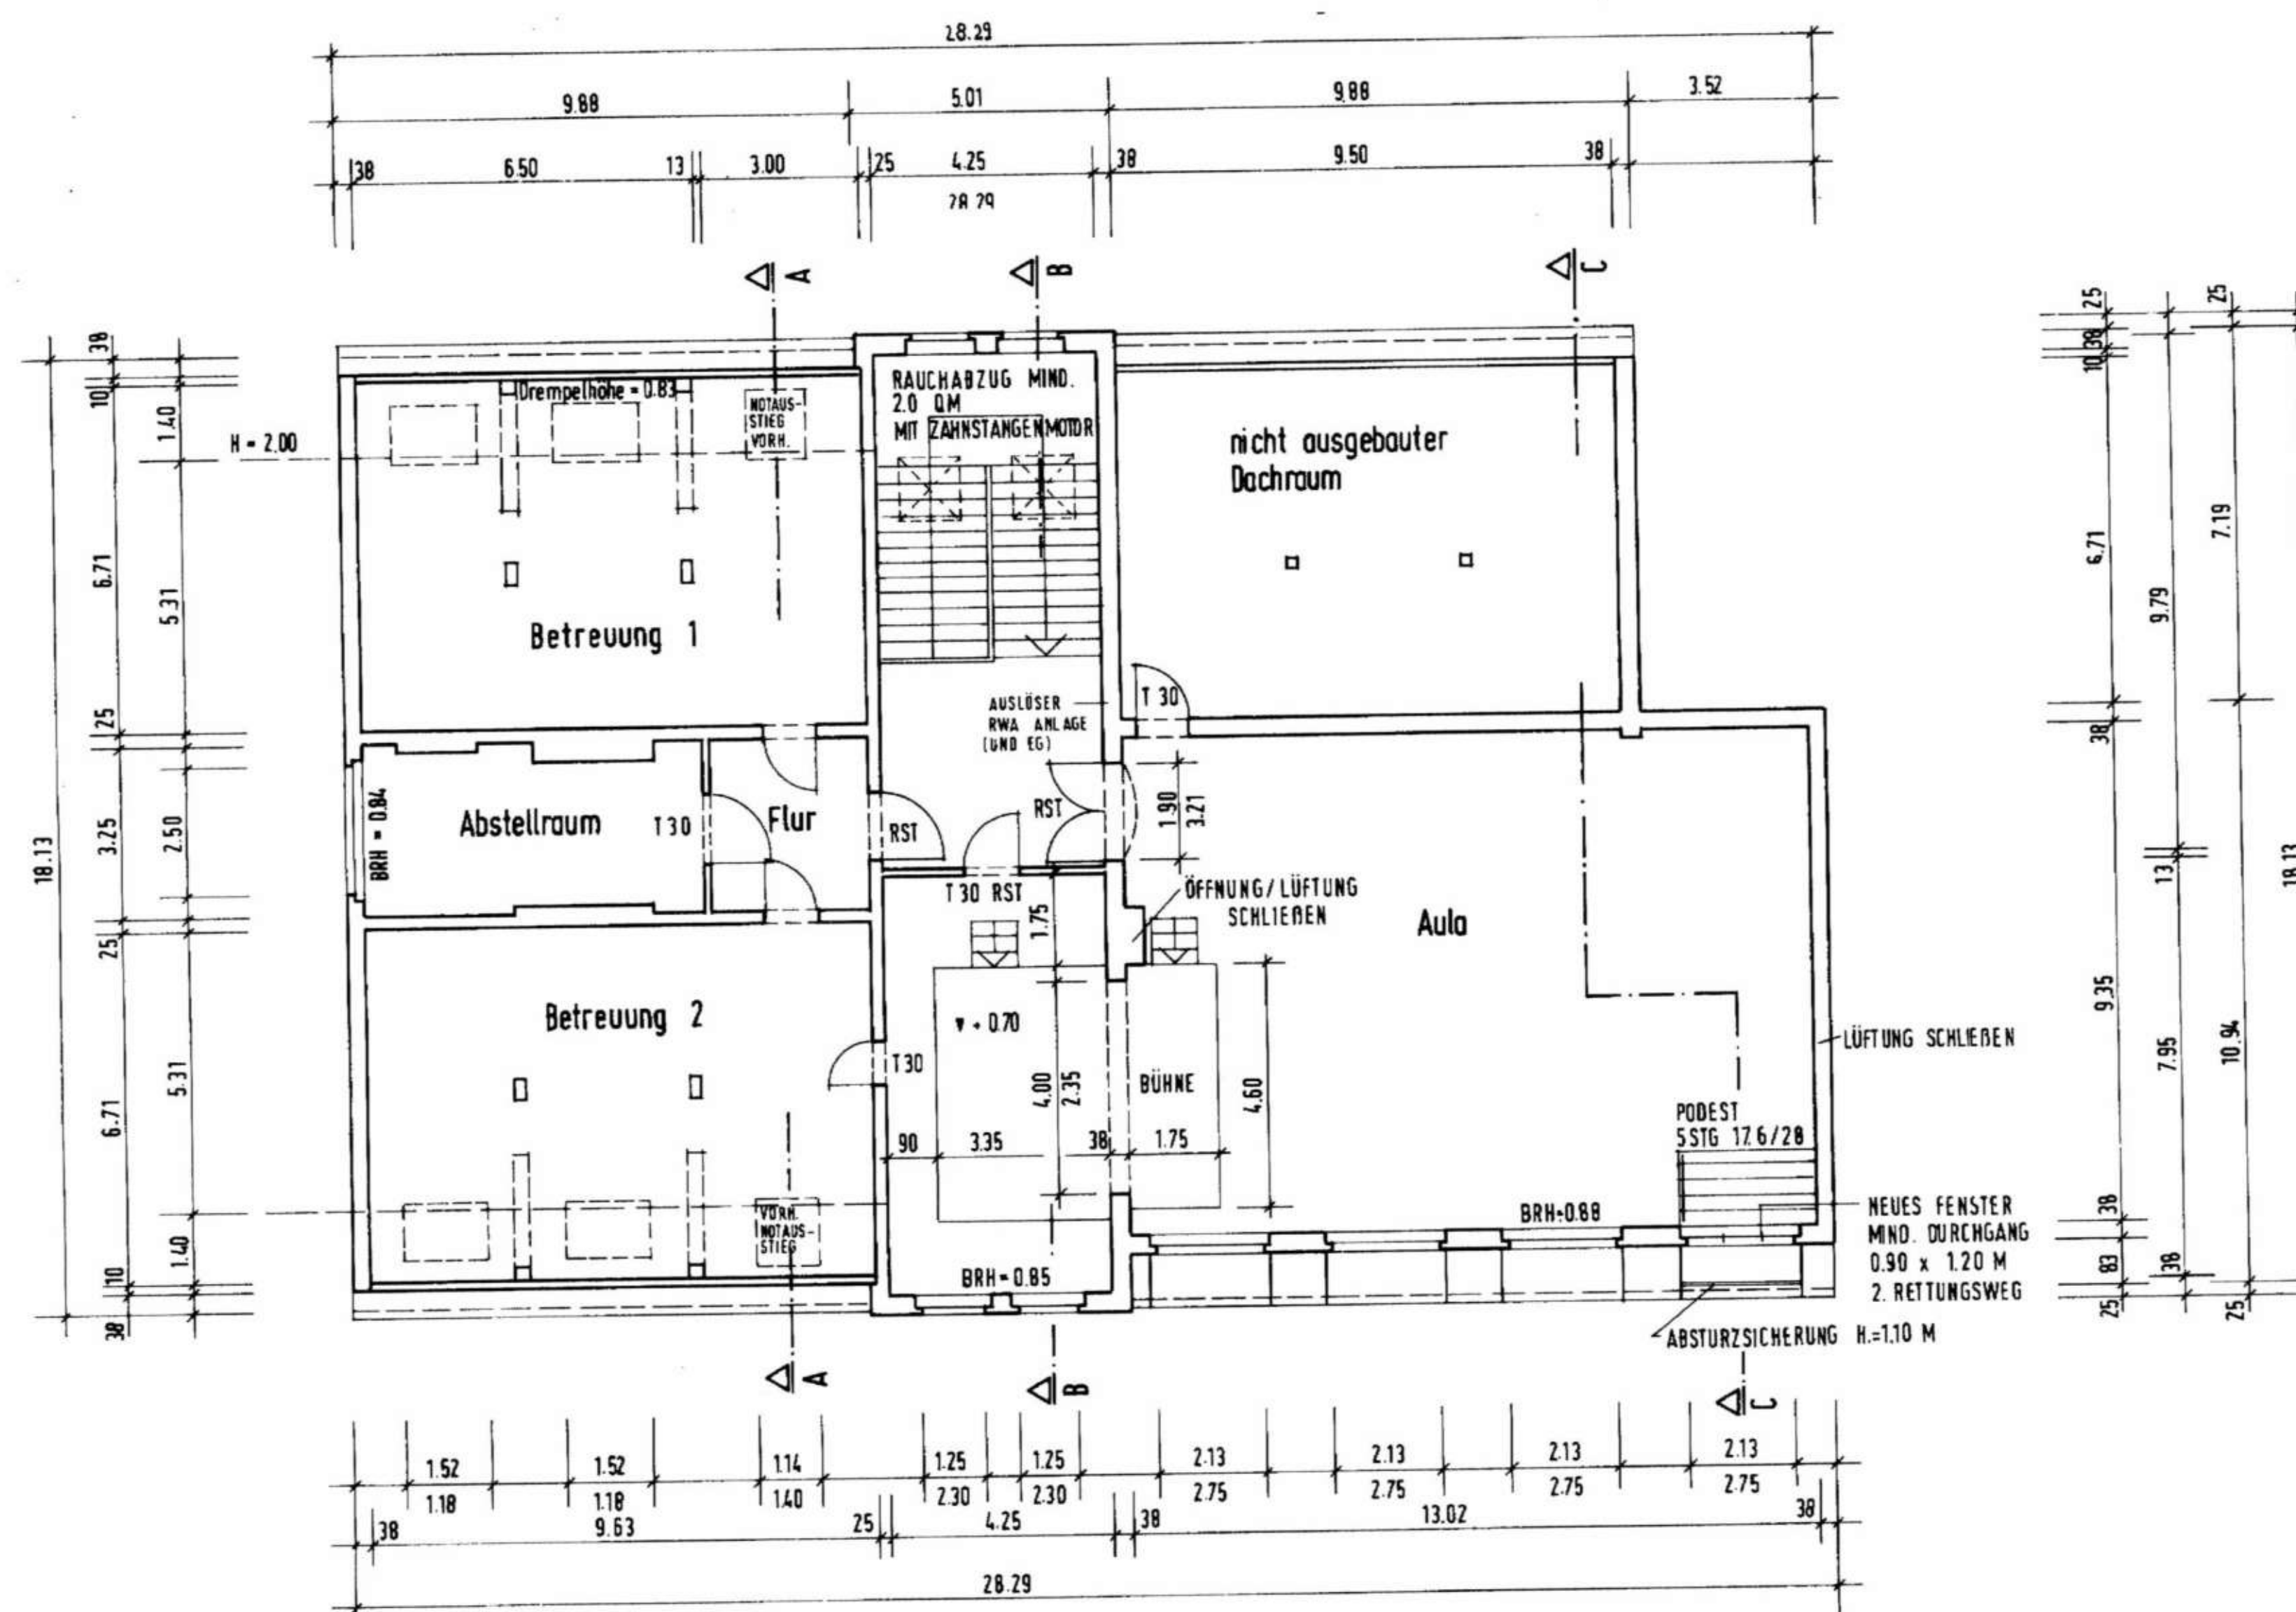 28.29
9.88 5.01 9.88 3.52
38 6.50 13 3.00 25 4.25 38 9.50 38
28.29
A B C
38 10 1.40
H = 2.00
6.71 5.31
25
18.13 3.25 2.50
25
6.71 5.31
10 1.40
38
25 10 38 25
6.71 9.79 7.19
38
9.35 13 18.13
7.95 10.94
38 83 38
25 25
Drempelhöhe = 0.83
NOTAUS-
STIEG
VORH.
RAUCHABZUG MIND.
2.0 QM
MIT ZAHNSTANGENMOTOR
nicht ausgebauter
Dachraum
Betreuung 1
AUSLÖSER
RWA ANLAGE
(UND EG)
T 30
BRH = 0.84
Abstellraum
T 30
Flur
RST
RST
1.90
3.21
T 30 RST
1.75
ÖFFNUNG/LÜFTUNG
SCHLIEßEN
Aula
Betreuung 2
▼ + 0.70
T 30
4.00
2.35
BÜHNE
4.60
LÜFTUNG SCHLIEßEN
90 3.35 38 1.75
PODEST
5 STG 17.6/28
VORH.
NOTAUS-
STIEG
BRH = 0.85
BRH=0.88
NEUES FENSTER
MIND. DURCHGANG
0.90 x 1.20 M
2. RETTUNGSWEG
ABSTURZSICHERUNG H.=1.10 M
A B C
1.52 1.52 1.14 1.25 1.25 2.13 2.13 2.13 2.13
1.18 1.18 1.40 2.30 2.30 2.75 2.75 2.75 2.75
38 9.63 25 4.25 38 13.02 38
28.29